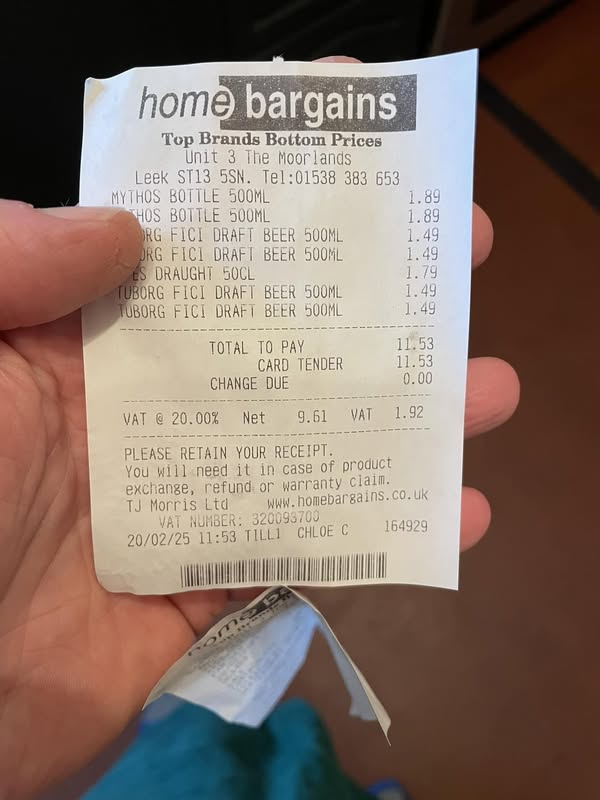 home bargains
Top Brands Bottom Prices
Unit 3 The Moorlands
Leek ST13 5SN. Tel:01538 383 653
MYTHOS BOTTLE 500ML 1.89
THOS BOTTLE 500ML 1.89
ORG FICI DRAFT BEER 500ML 1.49
ORG FICI DRAFT BEER 500ML 1.49
ES DRAUGHT 50CL 1.79
TUBORG FICI DRAFT BEER 500ML 1.49
TUBORG FICI DRAFT BEER 500ML 1.49
TOTAL TO PAY 11.53
CARD TENDER 11.53
CHANGE DUE 0.00
VAT @ 20.00% Net 9.61 VAT 1.92
PLEASE RETAIN YOUR RECEIPT.
You will need it in case of product
exchange, refund or warranty claim.
TJ Morris Ltd www.homebargains.co.uk
VAT NUMBER: 320093700
20/02/25 11:53 TILL1 CHLOE C 164929
home